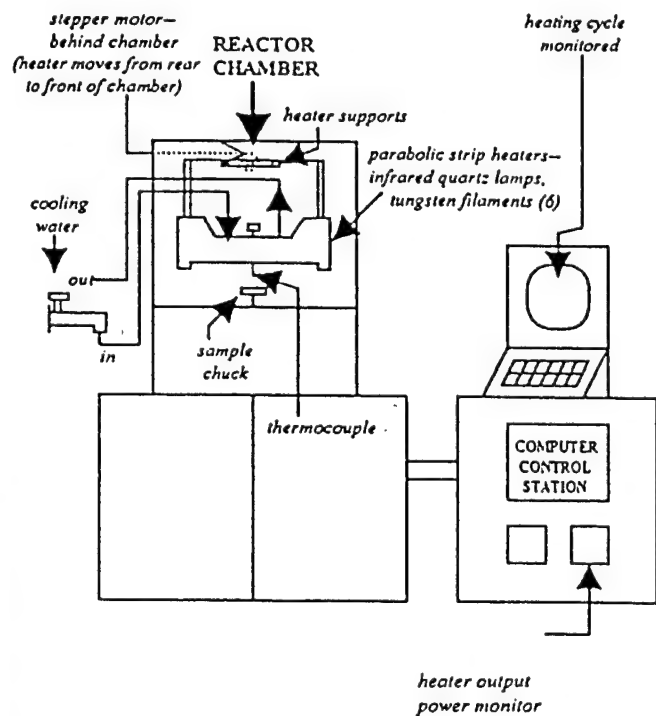 stepper motor—
behind chamber
(heater moves from rear
to front of chamber)
REACTOR
CHAMBER
heating cycle
monitored
heater supports
parabolic strip heaters—
infrared quartz lamps,
tungsten filaments (6)
cooling
water
out
in
sample
chuck
thermocouple
COMPUTER
CONTROL
STATION
heater output
power monitor